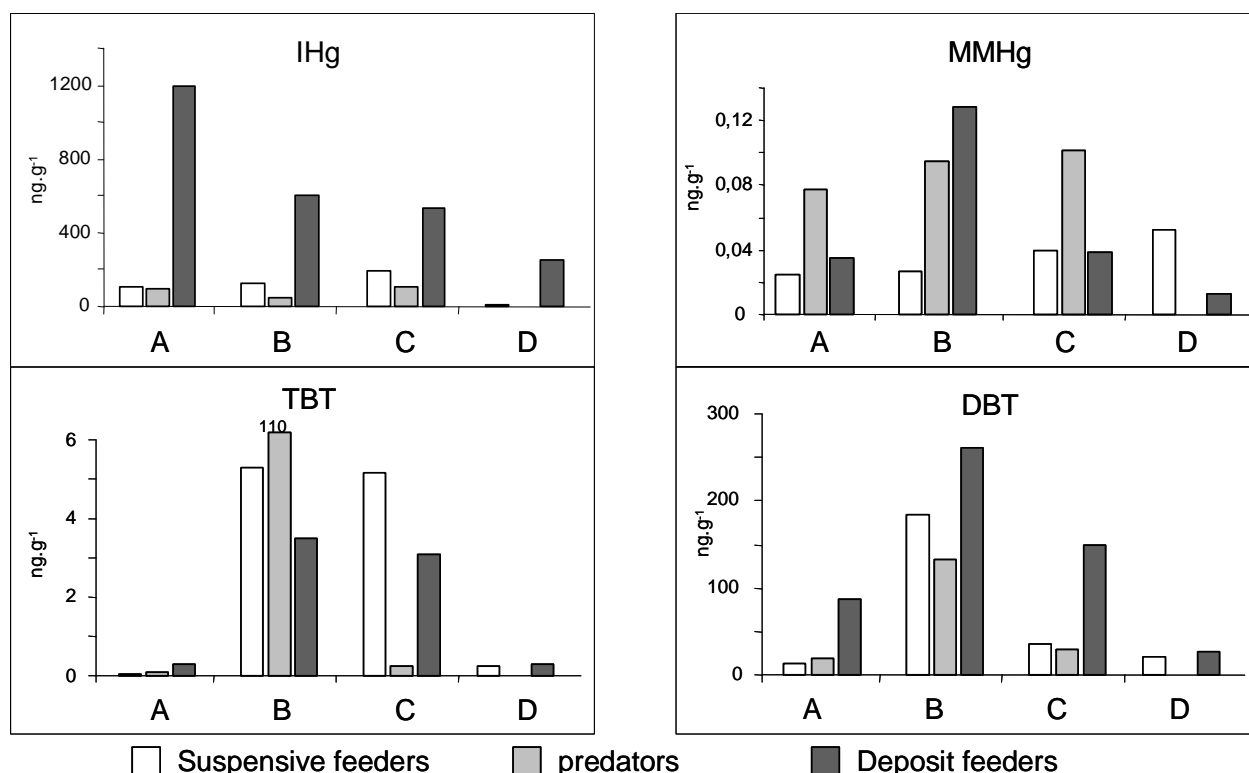 IHg
1200
800
400
0
ng.g-1
A B C D
MMHg
0,12
0,08
0,04
0
ng.g-1
A B C D
TBT
110
6
4
2
0
ng.g-1
A B C D
DBT
300
200
100
0
ng.g-1
A B C D
Suspensive feeders predators Deposit feeders